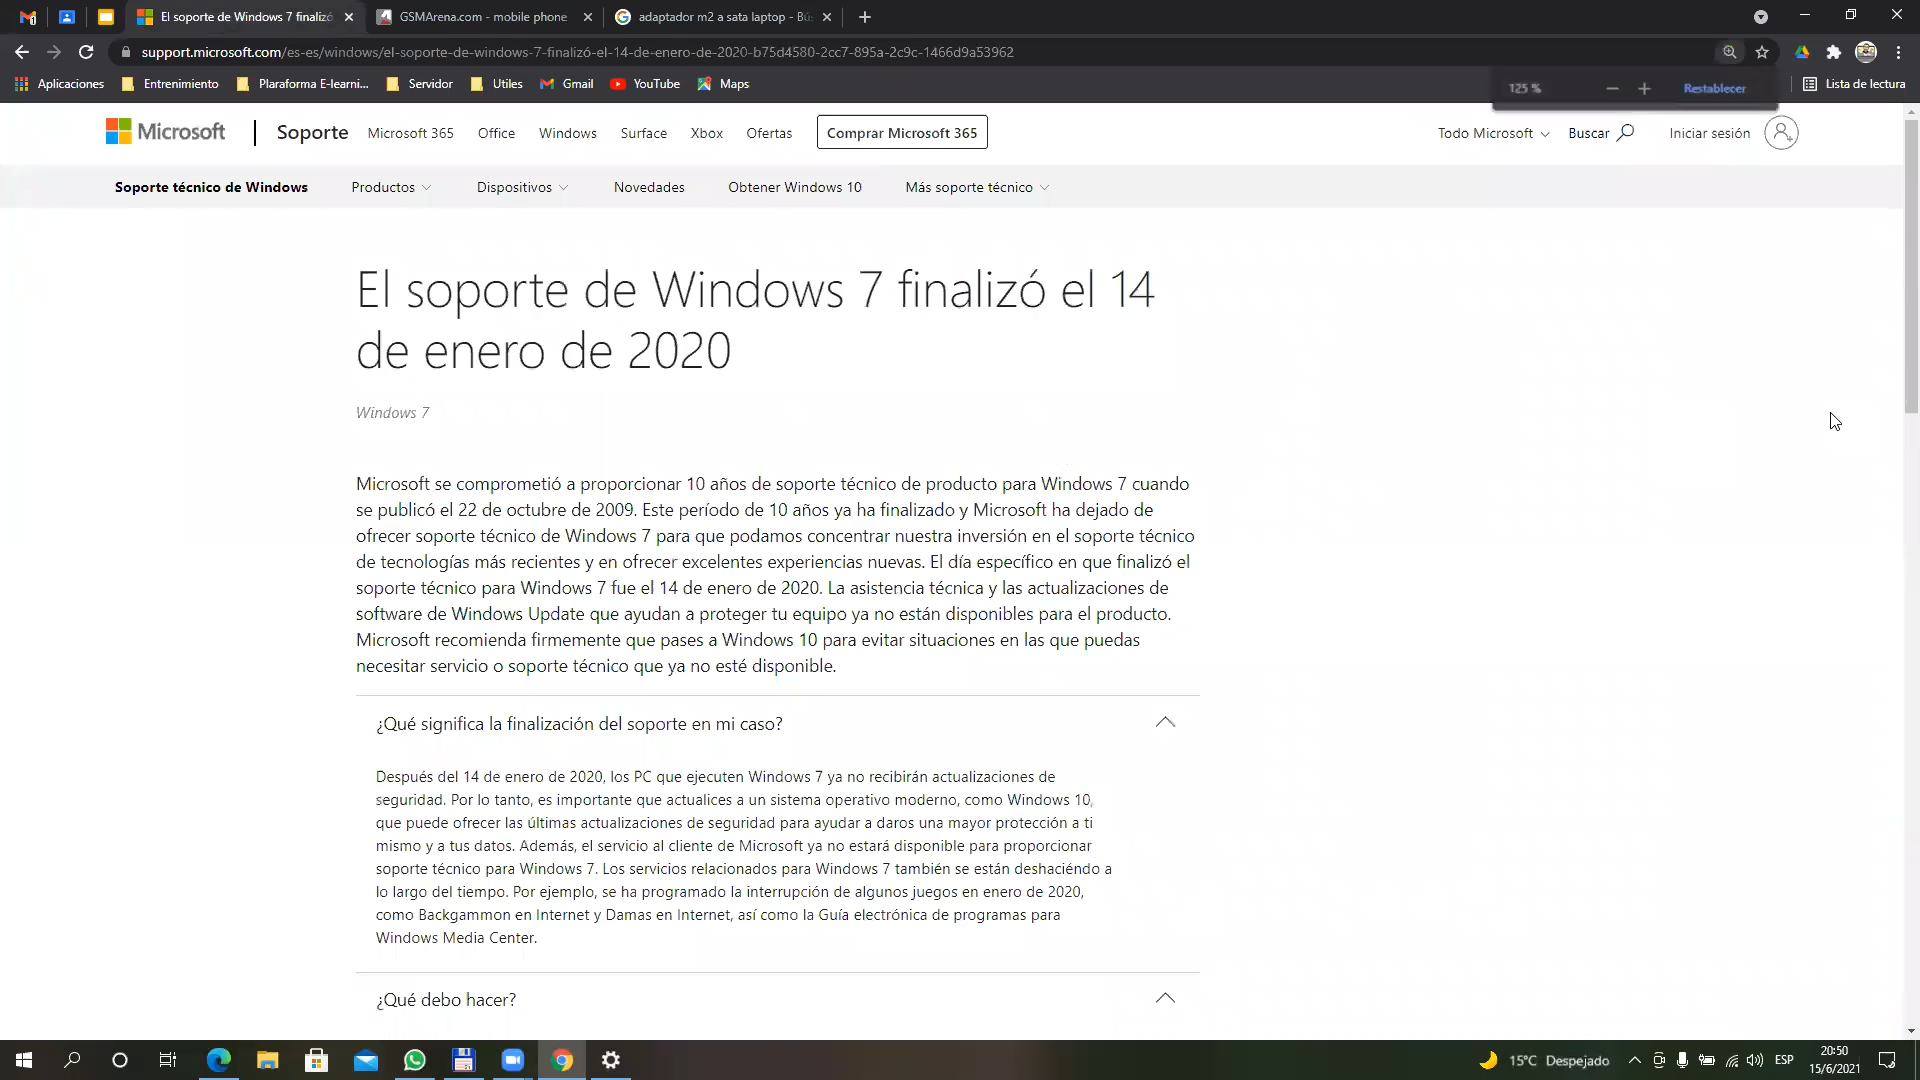 El soporte de Windows 7 finalizó
GSMArena.com - mobile phone
adaptador m2 a sata laptop - Bú
support.microsoft.com/es-es/windows/el-soporte-de-windows-7-finalizó-el-14-de-enero-de-2020-b75d4580-2cc7-895a-2c9c-1466d9a53962
Aplicaciones Entrenimiento Plaraforma E-learni... Servidor Utiles Gmail YouTube Maps
125 % Restablecer
Lista de lectura
Microsoft Soporte Microsoft 365 Office Windows Surface Xbox Ofertas Comprar Microsoft 365 Todo Microsoft Buscar Iniciar sesión
Soporte técnico de Windows Productos Dispositivos Novedades Obtener Windows 10 Más soporte técnico
El soporte de Windows 7 finalizó el 14
de enero de 2020
Windows 7
Microsoft se comprometió a proporcionar 10 años de soporte técnico de producto para Windows 7 cuando
se publicó el 22 de octubre de 2009. Este período de 10 años ya ha finalizado y Microsoft ha dejado de
ofrecer soporte técnico de Windows 7 para que podamos concentrar nuestra inversión en el soporte técnico
de tecnologías más recientes y en ofrecer excelentes experiencias nuevas. El día específico en que finalizó el
soporte técnico para Windows 7 fue el 14 de enero de 2020. La asistencia técnica y las actualizaciones de
software de Windows Update que ayudan a proteger tu equipo ya no están disponibles para el producto.
Microsoft recomienda firmemente que pases a Windows 10 para evitar situaciones en las que puedas
necesitar servicio o soporte técnico que ya no esté disponible.
¿Qué significa la finalización del soporte en mi caso?
Después del 14 de enero de 2020, los PC que ejecuten Windows 7 ya no recibirán actualizaciones de
seguridad. Por lo tanto, es importante que actualices a un sistema operativo moderno, como Windows 10,
que puede ofrecer las últimas actualizaciones de seguridad para ayudar a daros una mayor protección a ti
mismo y a tus datos. Además, el servicio al cliente de Microsoft ya no estará disponible para proporcionar
soporte técnico para Windows 7. Los servicios relacionados para Windows 7 también se están deshaciéndo a
lo largo del tiempo. Por ejemplo, se ha programado la interrupción de algunos juegos en enero de 2020,
como Backgammon en Internet y Damas en Internet, así como la Guía electrónica de programas para
Windows Media Center.
¿Qué debo hacer?
15°C Despejado
ESP
20:50
15/6/2021